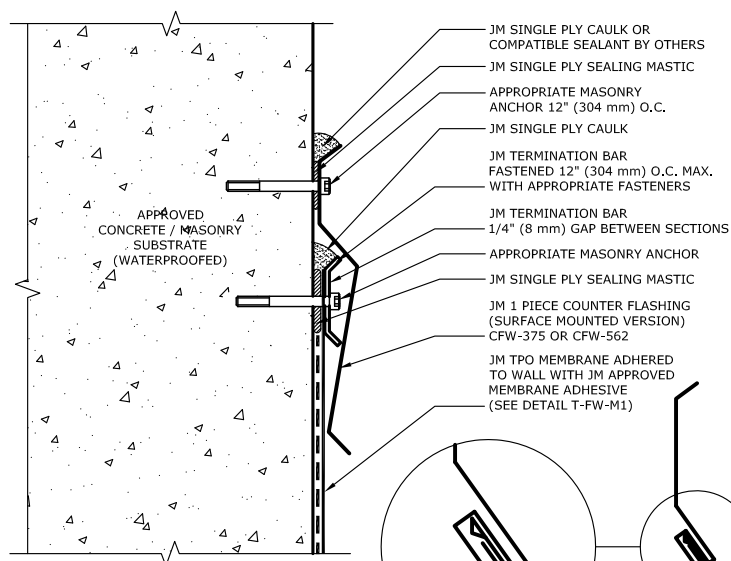 JM SINGLE PLY CAULK OR
COMPATIBLE SEALANT BY OTHERS
JM SINGLE PLY SEALING MASTIC
APPROPRIATE MASONRY
ANCHOR 12" (304 mm) O.C.
JM SINGLE PLY CAULK
JM TERMINATION BAR
FASTENED 12" (304 mm) O.C. MAX.
WITH APPROPRIATE FASTENERS
JM TERMINATION BAR
1/4" (8 mm) GAP BETWEEN SECTIONS
APPROPRIATE MASONRY ANCHOR
JM SINGLE PLY SEALING MASTIC
JM 1 PIECE COUNTER FLASHING
(SURFACE MOUNTED VERSION)
CFW-375 OR CFW-562
JM TPO MEMBRANE ADHERED
TO WALL WITH JM APPROVED
MEMBRANE ADHESIVE
(SEE DETAIL T-FW-M1)
APPROVED
CONCRETE / MASONRY
SUBSTRATE
(WATERPROOFED)